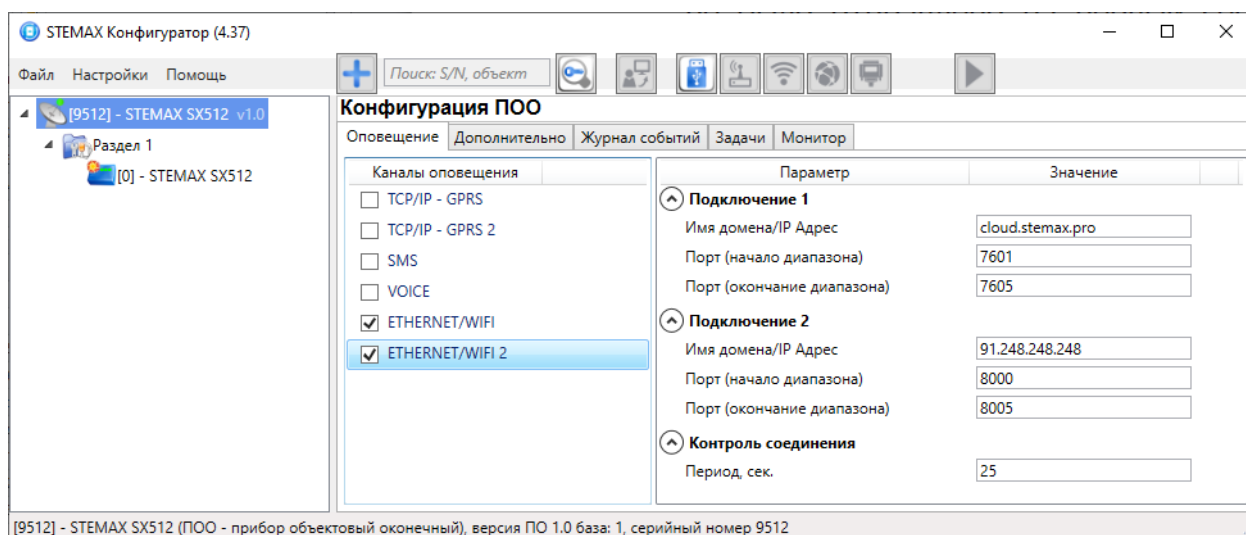 STEMAX Конфигуратор (4.37)
Файл Настройки Помощь
Поиск: S/N, объект
[9512] - STEMAX SX512 v1.0
Раздел 1
[0] - STEMAX SX512
Конфигурация ПОО
Оповещение Дополнительно Журнал событий Задачи Монитор
Каналы оповещения
TCP/IP - GPRS
TCP/IP - GPRS 2
SMS
VOICE
ETHERNET/WIFI
ETHERNET/WIFI 2
Параметр Значение
Подключение 1
Имя домена/IP Адрес cloud.stemax.pro
Порт (начало диапазона) 7601
Порт (окончание диапазона) 7605
Подключение 2
Имя домена/IP Адрес 91.248.248.248
Порт (начало диапазона) 8000
Порт (окончание диапазона) 8005
Контроль соединения
Период, сек. 25
[9512] - STEMAX SX512 (ПОО - прибор объектовый оконечный), версия ПО 1.0 база: 1, серийный номер 9512